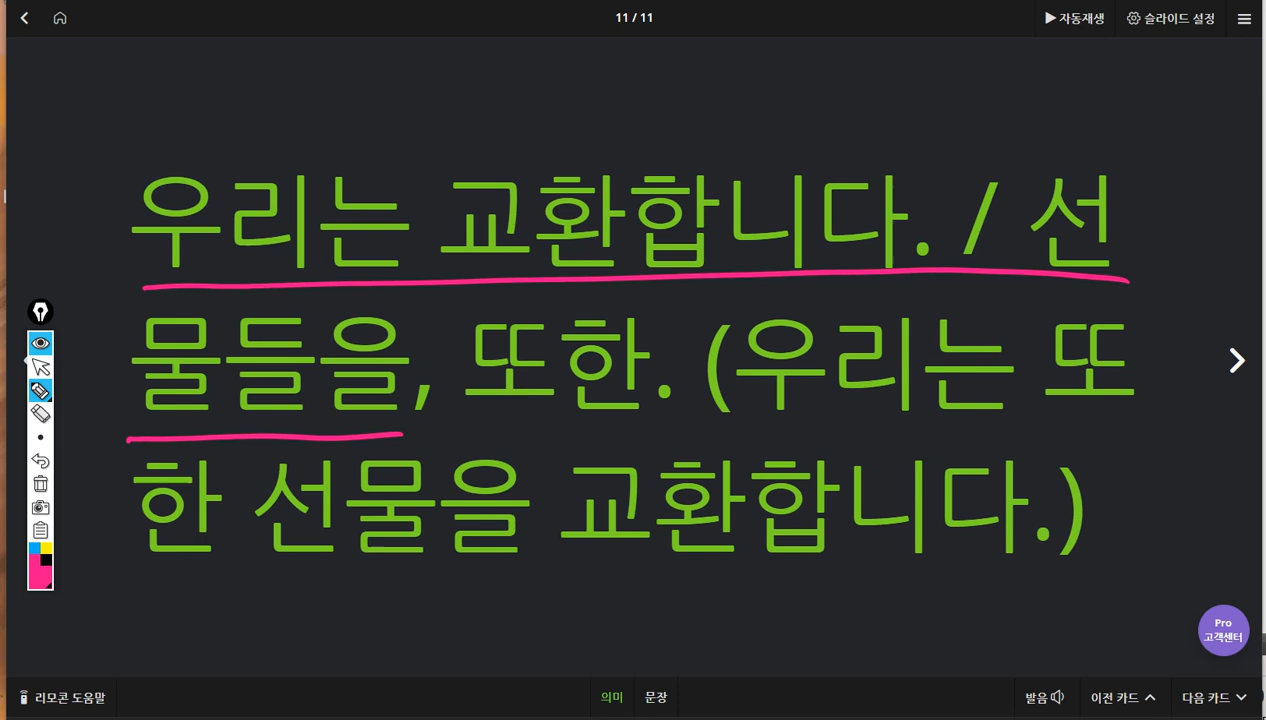 11 / 11
자동재생
슬라이드 설정
우리는 교환합니다. / 선
물들을, 또한. (우리는 또
한 선물을 교환합니다.)
Pro
고객센터
리모콘 도움말
의미
문장
발음
이전 카드
다음 카드